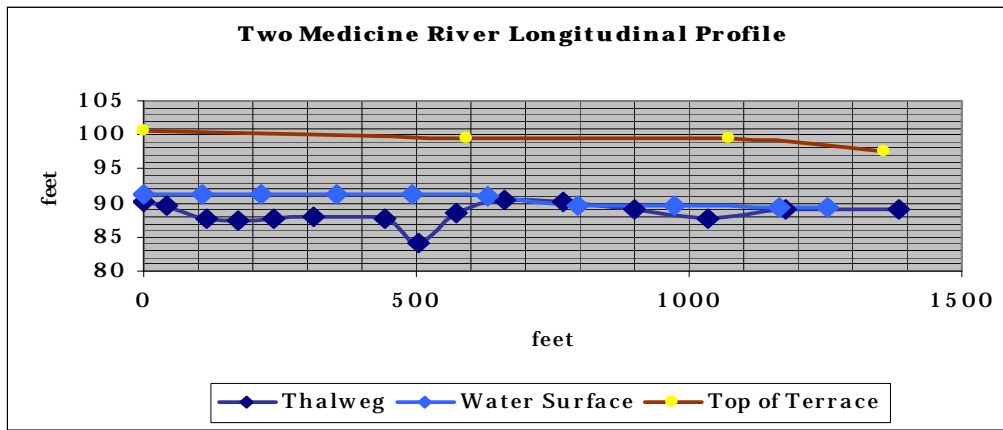 Two Medicine River Longitudinal Profile
105
100
95
90
85
80
feet
0 500 1000 1500
feet
Thalweg Water Surface Top of Terrace